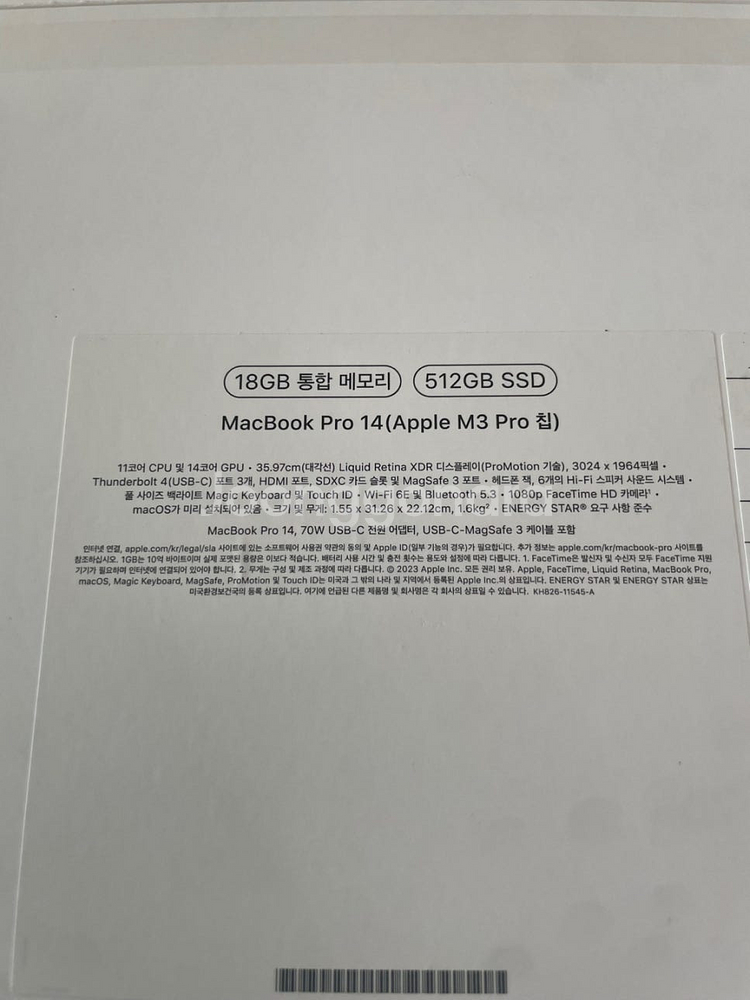 18GB 통합 메모리 512GB SSD
MacBook Pro 14(Apple M3 Pro 칩)
11코어 CPU 및 14코어 GPU • 35.97cm(대각선) Liquid Retina XDR 디스플레이(ProMotion 기술), 3024 x 1964픽셀 •
Thunderbolt 4(USB-C) 포트 3개, HDMI 포트, SDXC 카드 슬롯 및 MagSafe 3 포트 • 헤드폰 잭, 6개의 Hi-Fi 스피커 사운드 시스템 •
풀 사이즈 백라이트 Magic Keyboard 및 Touch ID • Wi-Fi 6E 및 Bluetooth 5.3 • 1080p FaceTime HD 카메라¹ •
macOS가 미리 설치되어 있음 • 크기 및 무게: 1.55 x 31.26 x 22.12cm, 1.6kg² • ENERGY STAR® 요구 사항 준수
MacBook Pro 14, 70W USB-C 전원 어댑터, USB-C-MagSafe 3 케이블 포함
인터넷 연결, apple.com/kr/legal/sla 사이트에 있는 소프트웨어 사용권 약관의 동의 및 Apple ID(일부 기능의 경우)가 필요합니다. 추가 정보는 apple.com/kr/macbook-pro 사이트를
참조하십시오. 1GB는 10억 바이트이며 실제 포맷된 용량은 이보다 적습니다. 배터리 사용 시간 및 충전 횟수는 용도와 설정에 따라 다릅니다. 1. FaceTime은 발신자 및 수신자 모두 FaceTime 지원
기기가 필요하며 인터넷에 연결되어 있어야 합니다. 2. 무게는 구성 및 제조 과정에 따라 다릅니다. © 2023 Apple Inc. 모든 권리 보유. Apple, FaceTime, Liquid Retina, MacBook Pro,
macOS, Magic Keyboard, MagSafe, ProMotion 및 Touch ID는 미국과 그 밖의 나라 및 지역에서 등록된 Apple Inc.의 상표입니다. ENERGY STAR 및 ENERGY STAR 상표는
미국환경보건국의 등록 상표입니다. 여기에 언급된 다른 제품명 및 회사명은 각 회사의 상표일 수 있습니다. KH826-11545-A